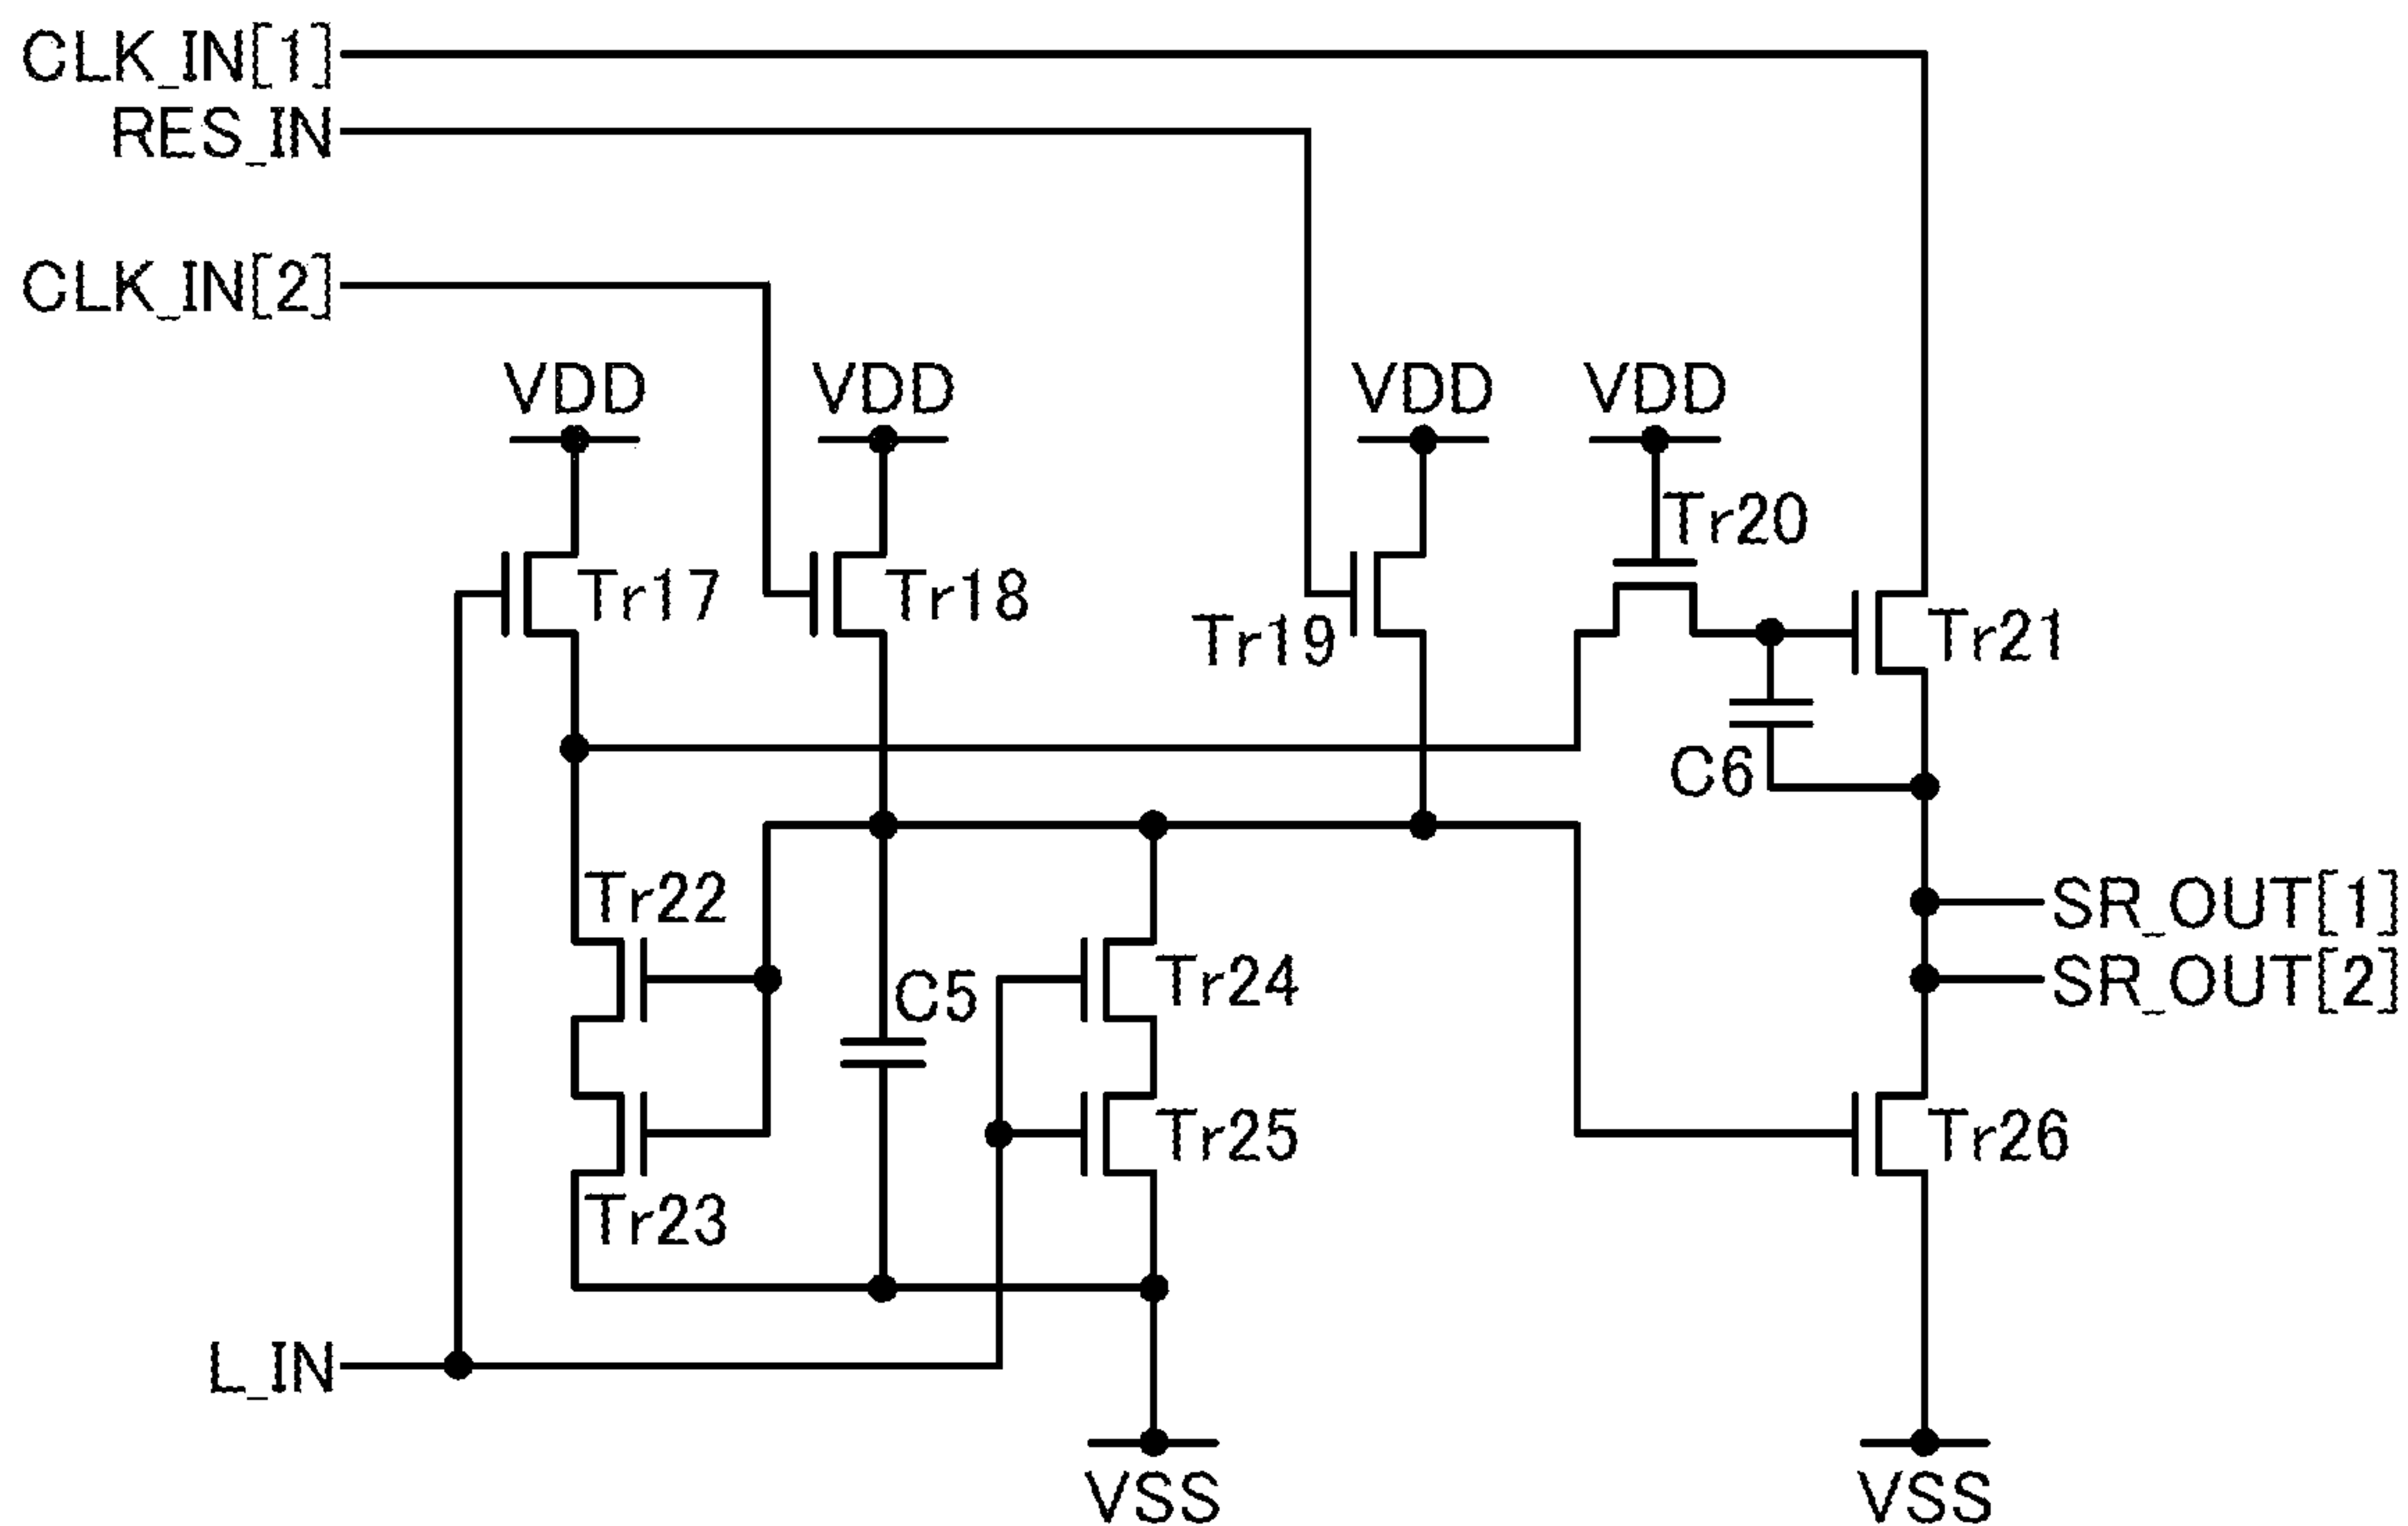 CLK_IN[1]
RES_IN
CLK_IN[2]
VDD VDD VDD VDD
Tr20
Tr17 Tr18 Tr19 Tr21
C6
Tr22 SR_OUT[1]
C5 Tr24 SR_OUT[2]
Tr25 Tr26
Tr23
L_IN
VSS VSS